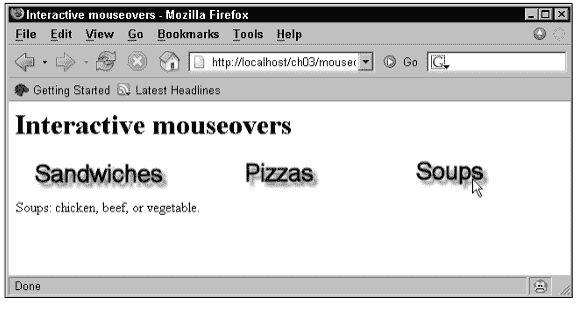 Interactive mouseovers - Mozilla Firefox
File Edit View Go Bookmarks Tools Help
http://localhost/ch03/mouse Go G
Getting Started Latest Headlines
Interactive mouseovers
Sandwiches Pizzas Soups
Soups: chicken, beef, or vegetable.
Done